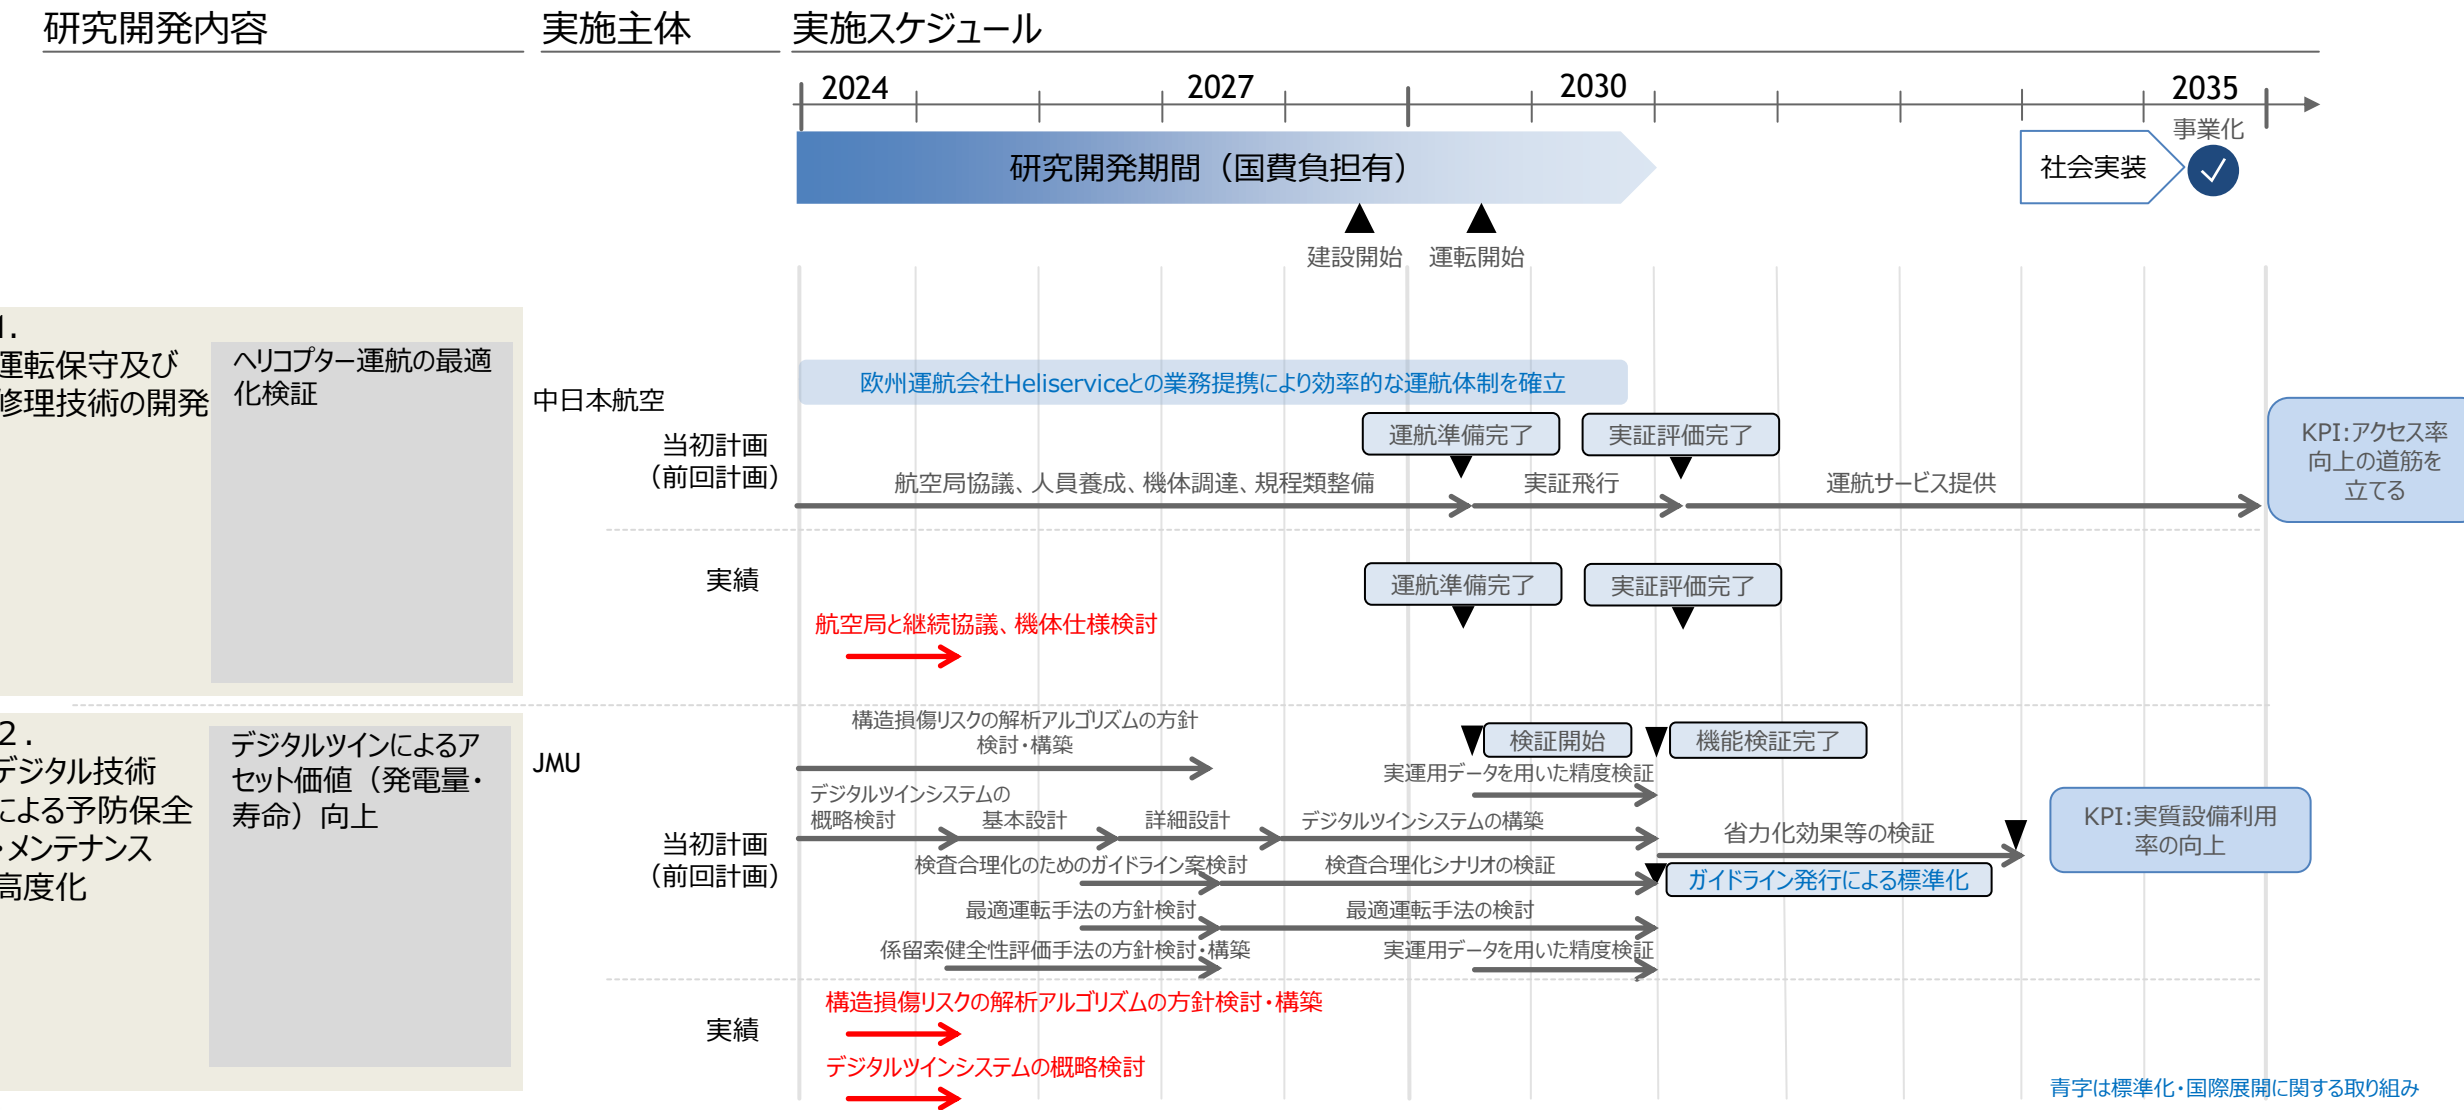 研究開発内容
実施主体
実施スケジュール
2024
2027
2030
2035
事業化
研究開発期間（国費負担有）
社会実装
建設開始
運転開始
1.
運転保守及び
修理技術の開発
ヘリコプター運航の最適
化検証
中日本航空
欧州運航会社Heliserviceとの業務提携により効率的な運航体制を確立
当初計画
（前回計画）
運航準備完了
実証評価完了
航空局協議、人員養成、機体調達、規程類整備
実証飛行
運航サービス提供
KPI:アクセス率
向上の道筋を
立てる
実績
運航準備完了
実証評価完了
航空局と継続協議、機体仕様検討
2.
デジタル技術
による予防保全
・メンテナンス
高度化
デジタルツインによるア
セット価値（発電量・
寿命）向上
JMU
構造損傷リスクの解析アルゴリズムの方針
検討・構築
検証開始
機能検証完了
実運用データを用いた精度検証
当初計画
（前回計画）
デジタルツインシステムの
概略検討
基本設計
詳細設計
デジタルツインシステムの構築
省力化効果等の検証
KPI:実質設備利用
率の向上
検査合理化のためのガイドライン案検討
検査合理化シナリオの検証
ガイドライン発行による標準化
最適運転手法の方針検討
最適運転手法の検討
係留索健全性評価手法の方針検討・構築
実運用データを用いた精度検証
実績
構造損傷リスクの解析アルゴリズムの方針検討・構築
デジタルツインシステムの概略検討
青字は標準化・国際展開に関する取り組み